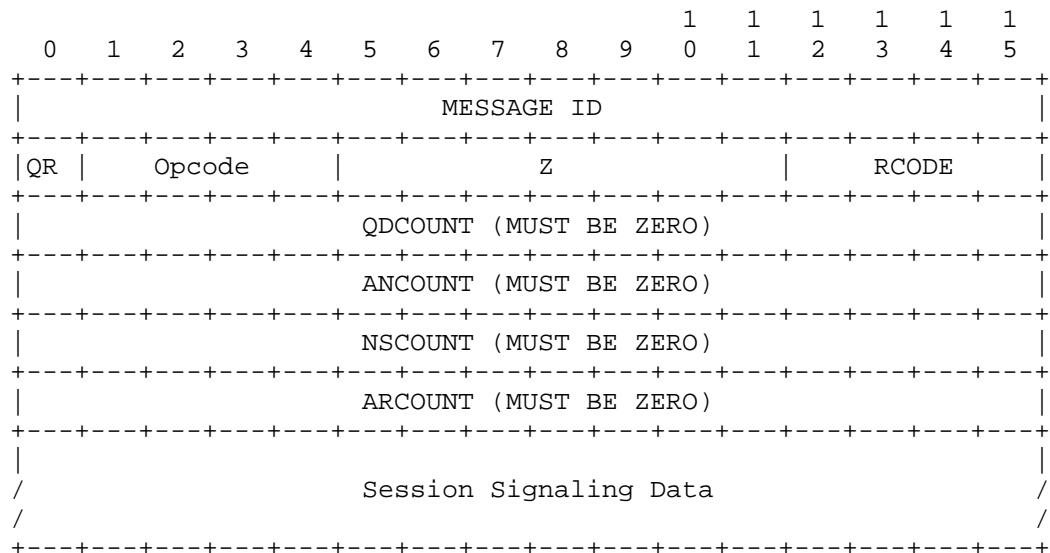 1   1   1   1   1   1
      0   1   2   3   4   5   6   7   8   9   0   1   2   3   4   5
    +---+---+---+---+---+---+---+---+---+---+---+---+---+---+---+---+
    |                          MESSAGE ID                           |
    +---+---+---+---+---+---+---+---+---+---+---+---+---+---+---+---+
    |QR |    Opcode     |            Z              |     RCODE     |
    +---+---+---+---+---+---+---+---+---+---+---+---+---+---+---+---+
    |                     QDCOUNT (MUST BE ZERO)                    |
    +---+---+---+---+---+---+---+---+---+---+---+---+---+---+---+---+
    |                     ANCOUNT (MUST BE ZERO)                    |
    +---+---+---+---+---+---+---+---+---+---+---+---+---+---+---+---+
    |                     NSCOUNT (MUST BE ZERO)                    |
    +---+---+---+---+---+---+---+---+---+---+---+---+---+---+---+---+
    |                     ARCOUNT (MUST BE ZERO)                    |
    +---+---+---+---+---+---+---+---+---+---+---+---+---+---+---+---+
    |                                                               |
    /                     Session Signaling Data                    /
    /                                                               /
    +---+---+---+---+---+---+---+---+---+---+---+---+---+---+---+---+